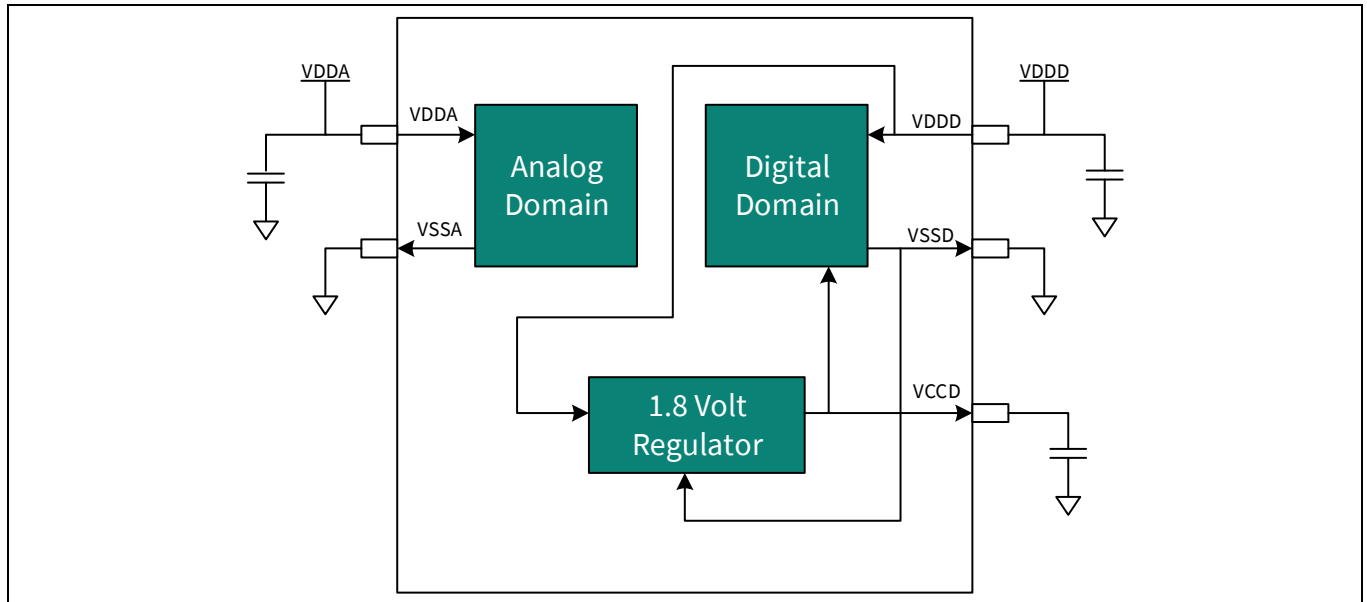 VDDA
VDDD
VDDA
Analog
Domain
Digital
Domain
VDDD
VSSA
VSSD
1.8 Volt
Regulator
VCCD